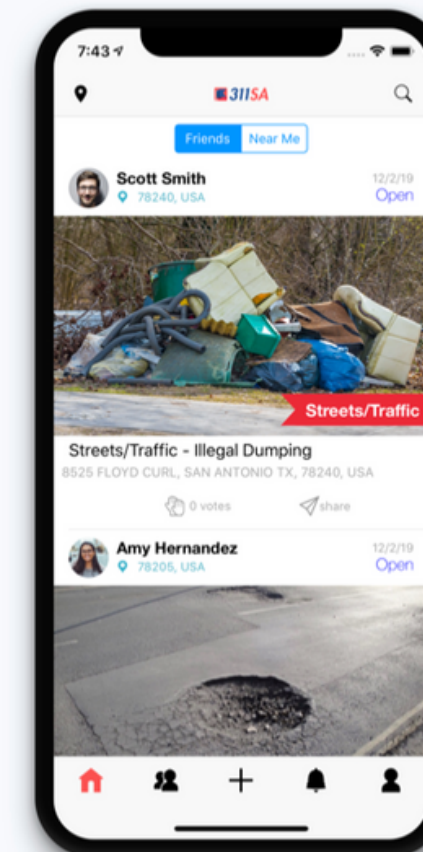 7:43
311SA
Friends Near Me
Scott Smith 12/2/19
78240, USA Open
Streets/Traffic
Streets/Traffic - Illegal Dumping
8525 FLOYD CURL, SAN ANTONIO TX, 78240, USA
0 votes share
Amy Hernandez 12/2/19
78205, USA Open